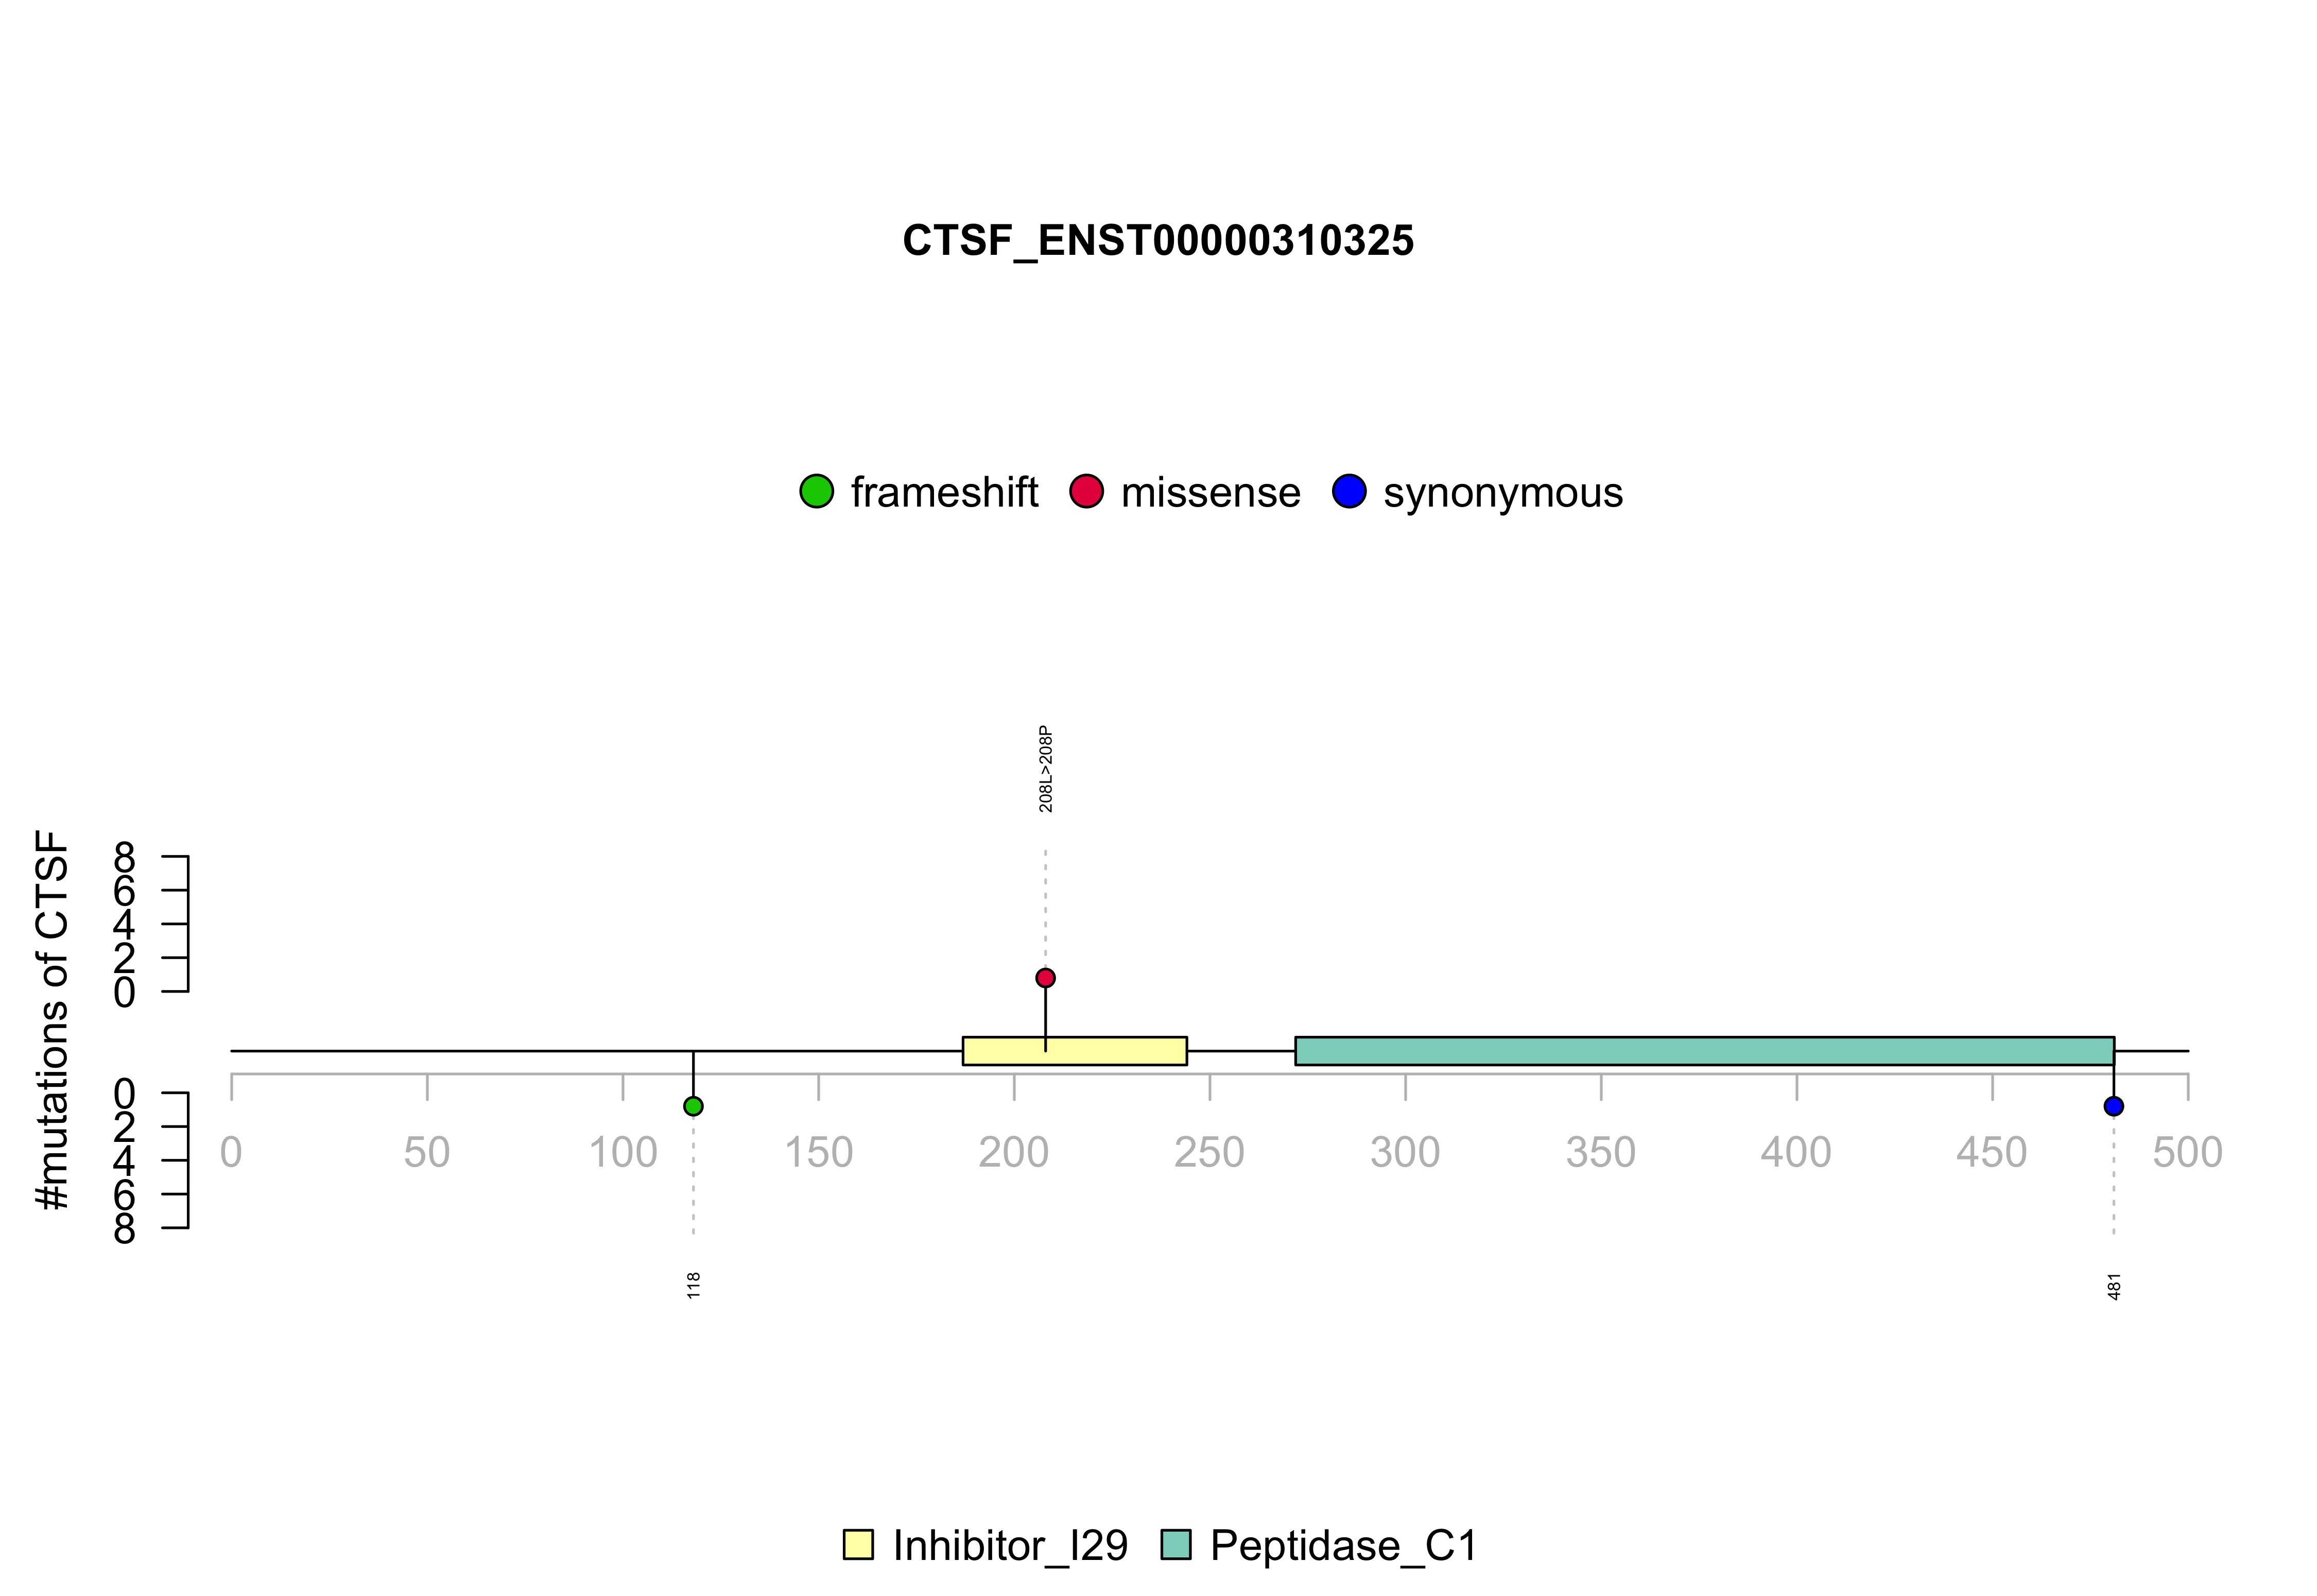 CTSF_ENST00000310325
frameshift missense synonymous
208L>208P
#mutations of CTSF
8
6
4
2
0
0
2
4
6
8
0 50 100 150 200 250 300 350 400 450 500
118 481
Inhibitor_I29 Peptidase_C1